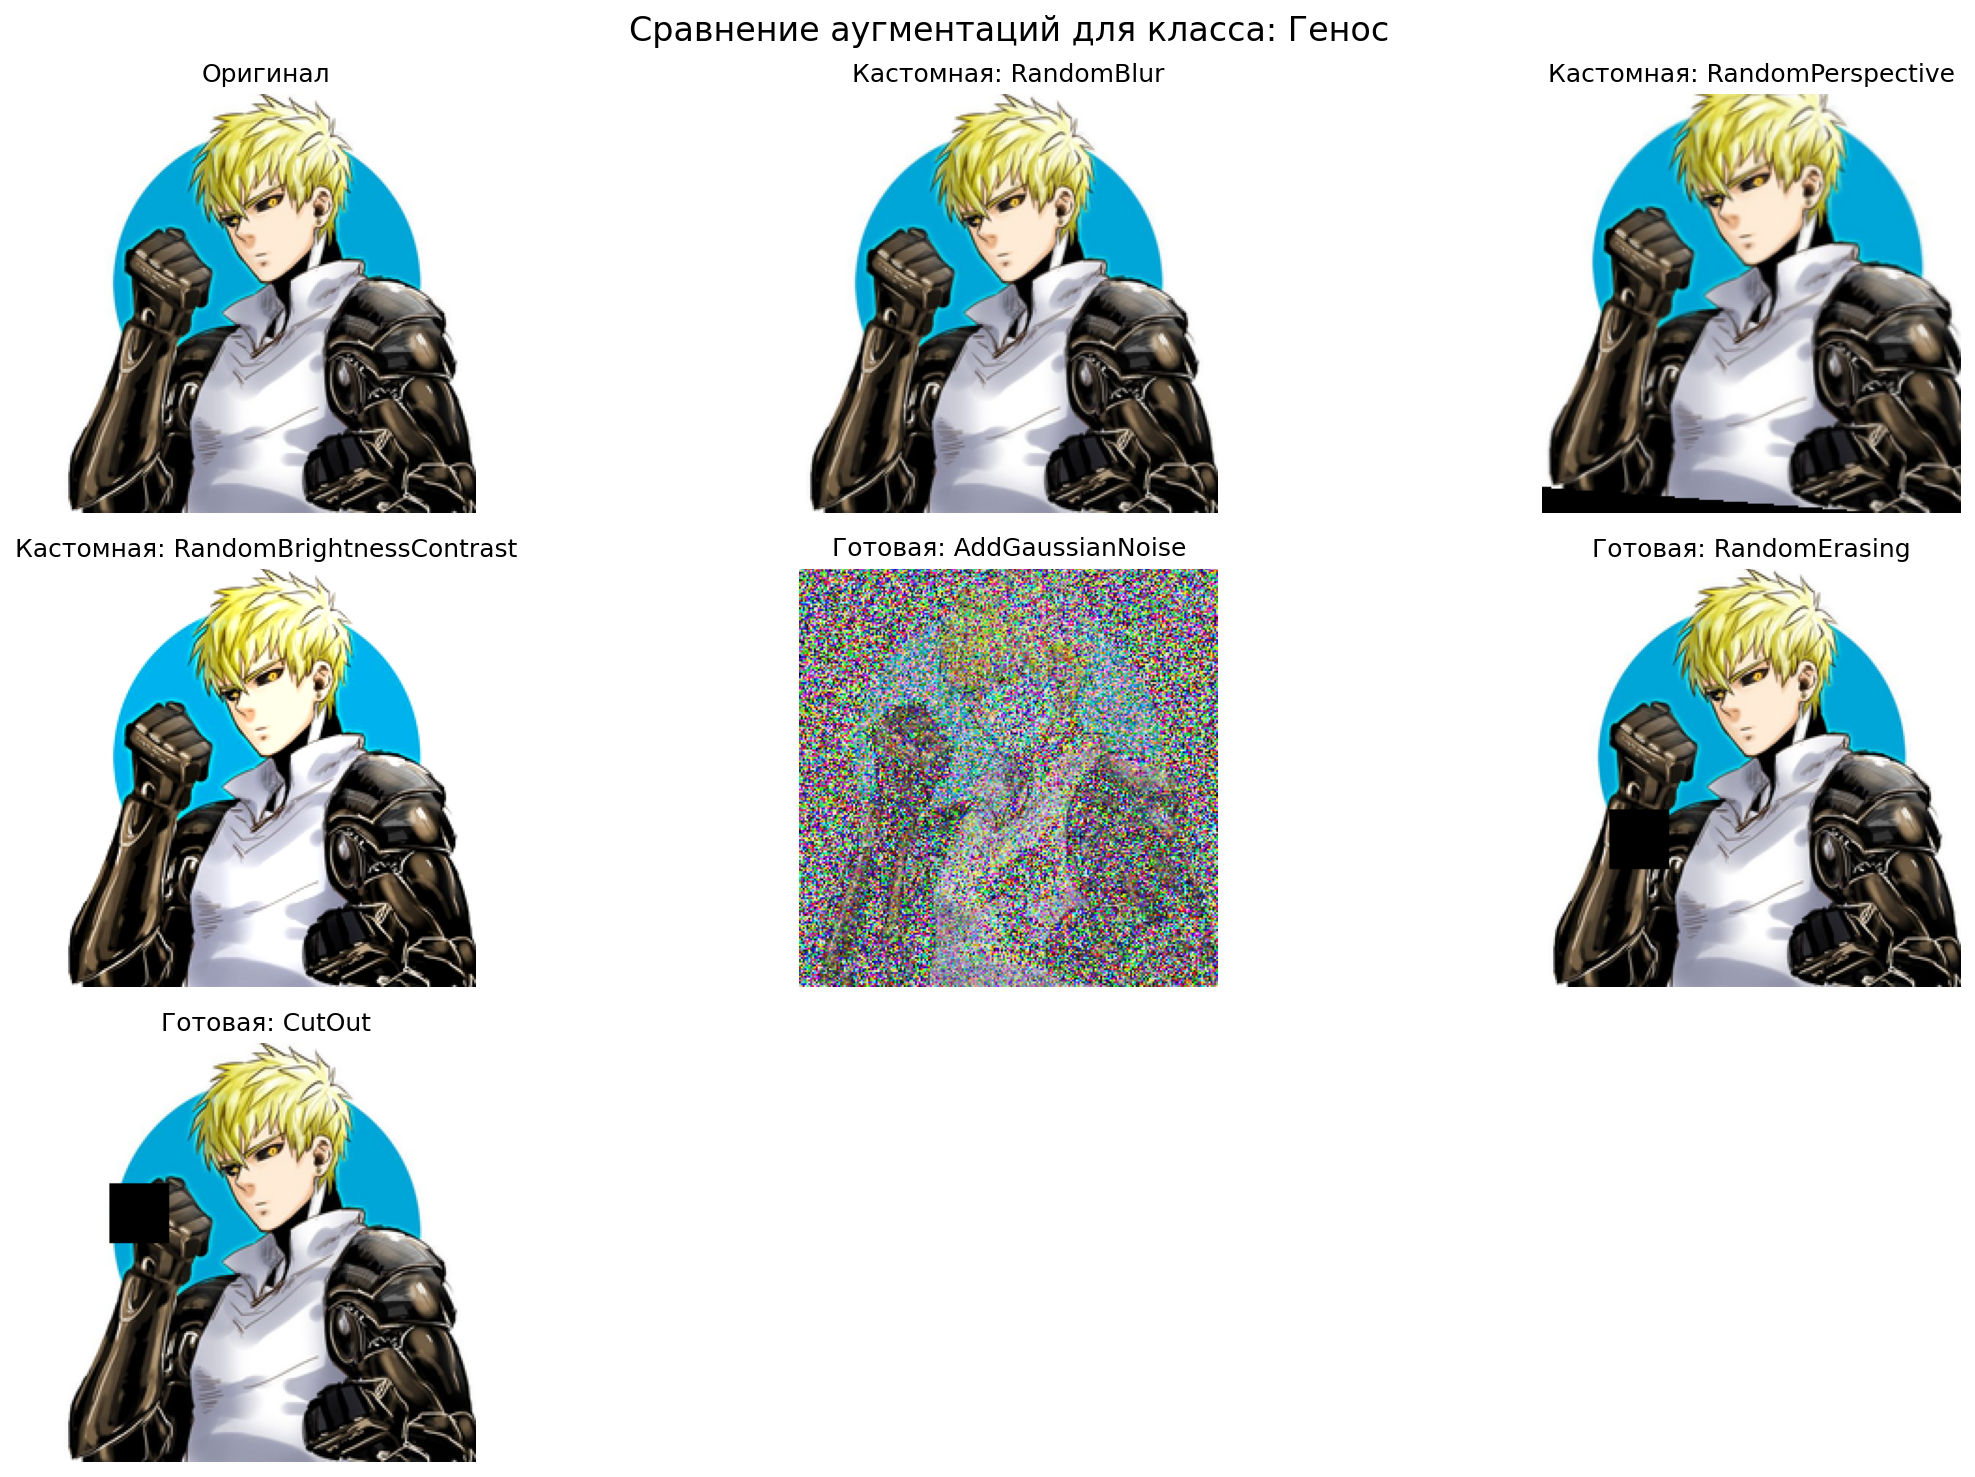 Сравнение аугментаций для класса: Генос
Оригинал
Кастомная: RandomBlur
Кастомная: RandomPerspective
Кастомная: RandomBrightnessContrast
Готовая: AddGaussianNoise
Готовая: RandomErasing
Готовая: CutOut